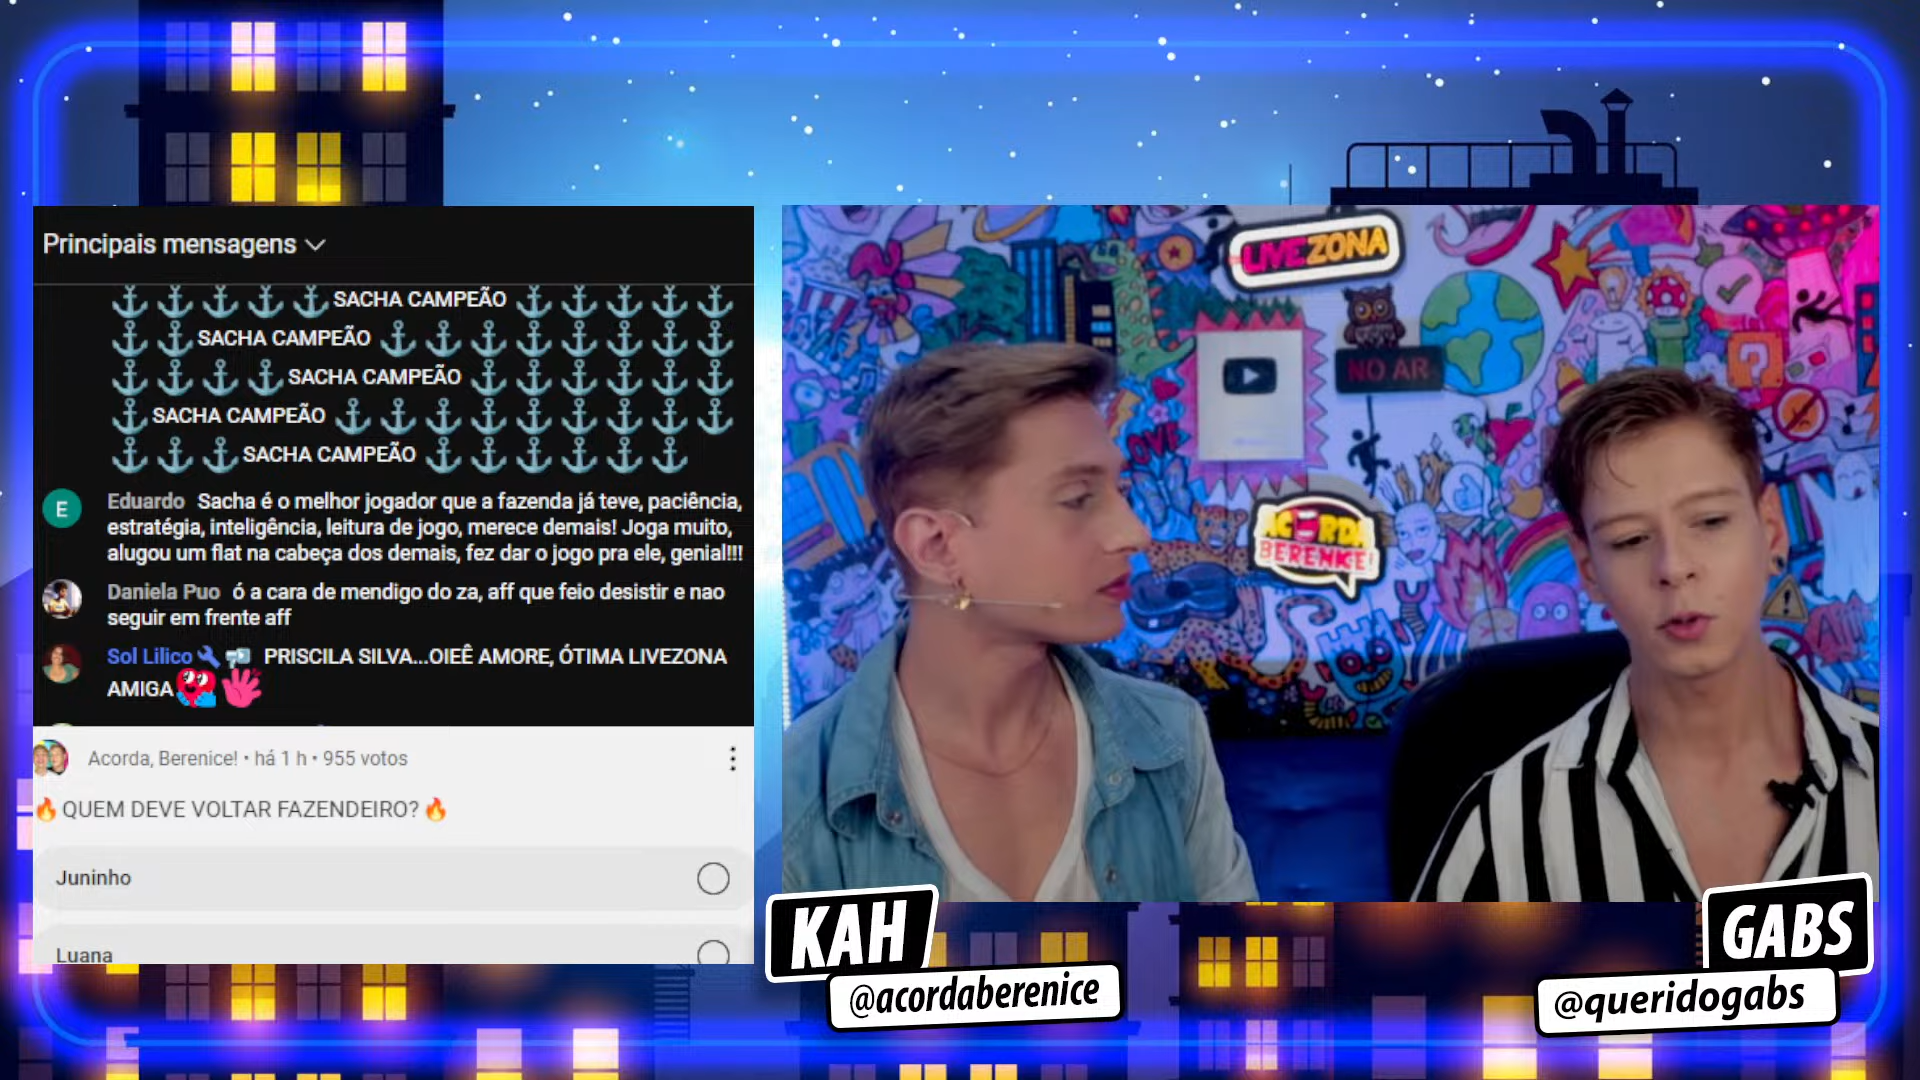 Principais mensagens
⚓ ⚓ ⚓ ⚓ ⚓ SACHA CAMPEÃO ⚓ ⚓ ⚓ ⚓ ⚓
⚓ ⚓ SACHA CAMPEÃO ⚓ ⚓ ⚓ ⚓ ⚓ ⚓ ⚓ ⚓
⚓ ⚓ ⚓ ⚓ SACHA CAMPEÃO ⚓ ⚓ ⚓ ⚓ ⚓ ⚓
⚓ SACHA CAMPEÃO ⚓ ⚓ ⚓ ⚓ ⚓ ⚓ ⚓ ⚓ ⚓
⚓ ⚓ ⚓ SACHA CAMPEÃO ⚓ ⚓ ⚓ ⚓ ⚓ ⚓
E
Eduardo Sacha é o melhor jogador que a fazenda já teve, paciência,
estratégia, inteligência, leitura de jogo, merece demais! Joga muito,
alugou um flat na cabeça dos demais, fez dar o jogo pra ele, genial!!!
Daniela Puo ó a cara de mendigo do za, aff que feio desistir e nao
seguir em frente aff
Sol Lilico PRISCILA SILVA...OIEÊ AMORE, ÓTIMA LIVEZONA
AMIGA
Acorda, Berenice! • há 1 h • 955 votos
🔥 QUEM DEVE VOLTAR FAZENDEIRO? 🔥
Juninho
Luana
LIVEZONA
NO AR
ACORDA
BERENICE!
KAH
@acordaberenice
GABS
@queridogabs